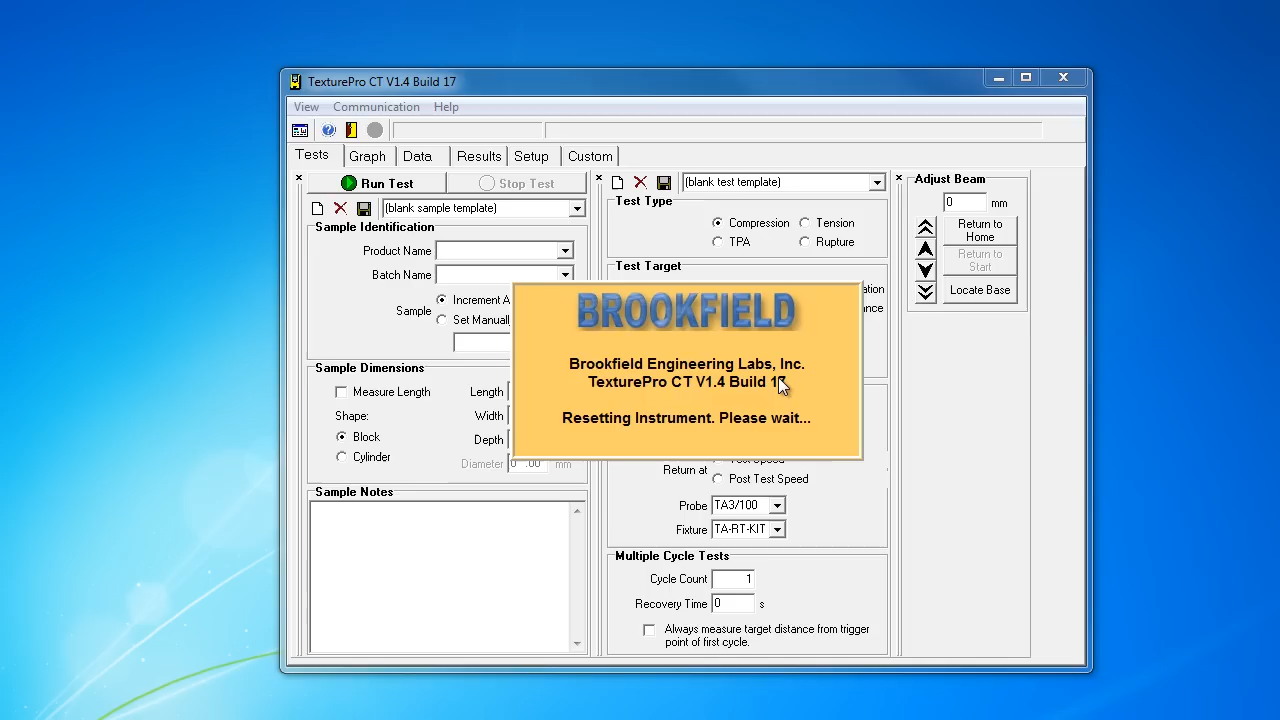 TexturePro CT V1.4 Build 17
View Communication Help
Tests Graph Data Results Setup Custom
Run Test Stop Test
(blank sample template)
Sample Identification
Product Name
Batch Name
Sample
Increment A
Set Manuall
Sample Dimensions
Measure Length
Length
Shape:
Width
Block
Depth
Cylinder
Diameter 0 .00 mm
Sample Notes
(blank test template)
Test Type
Compression Tension
TPA Rupture
Test Target
BROOKFIELD
Brookfield Engineering Labs, Inc.
TexturePro CT V1.4 Build 17
Resetting Instrument. Please wait...
Return at
Post Test Speed
Probe TA3/100
Fixture TA-RT-KIT
Multiple Cycle Tests
Cycle Count 1
Recovery Time 0 s
Always measure target distance from trigger
point of first cycle.
Adjust Beam
0 mm
Return to
Home
Return to
Start
Locate Base